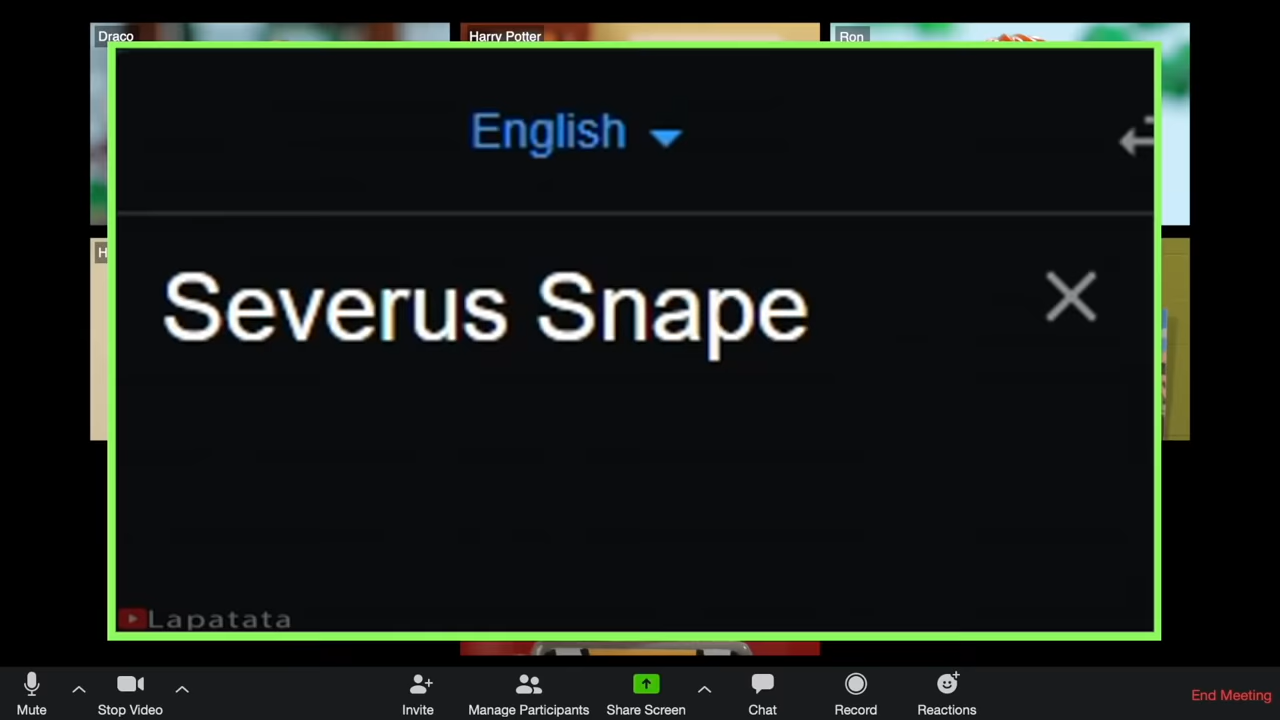 Draco
Harry Potter
Ron
English
H
Severus Snape
Lapatata
Mute
Stop Video
Invite
Manage Participants
Share Screen
Chat
Record
Reactions
End Meeting